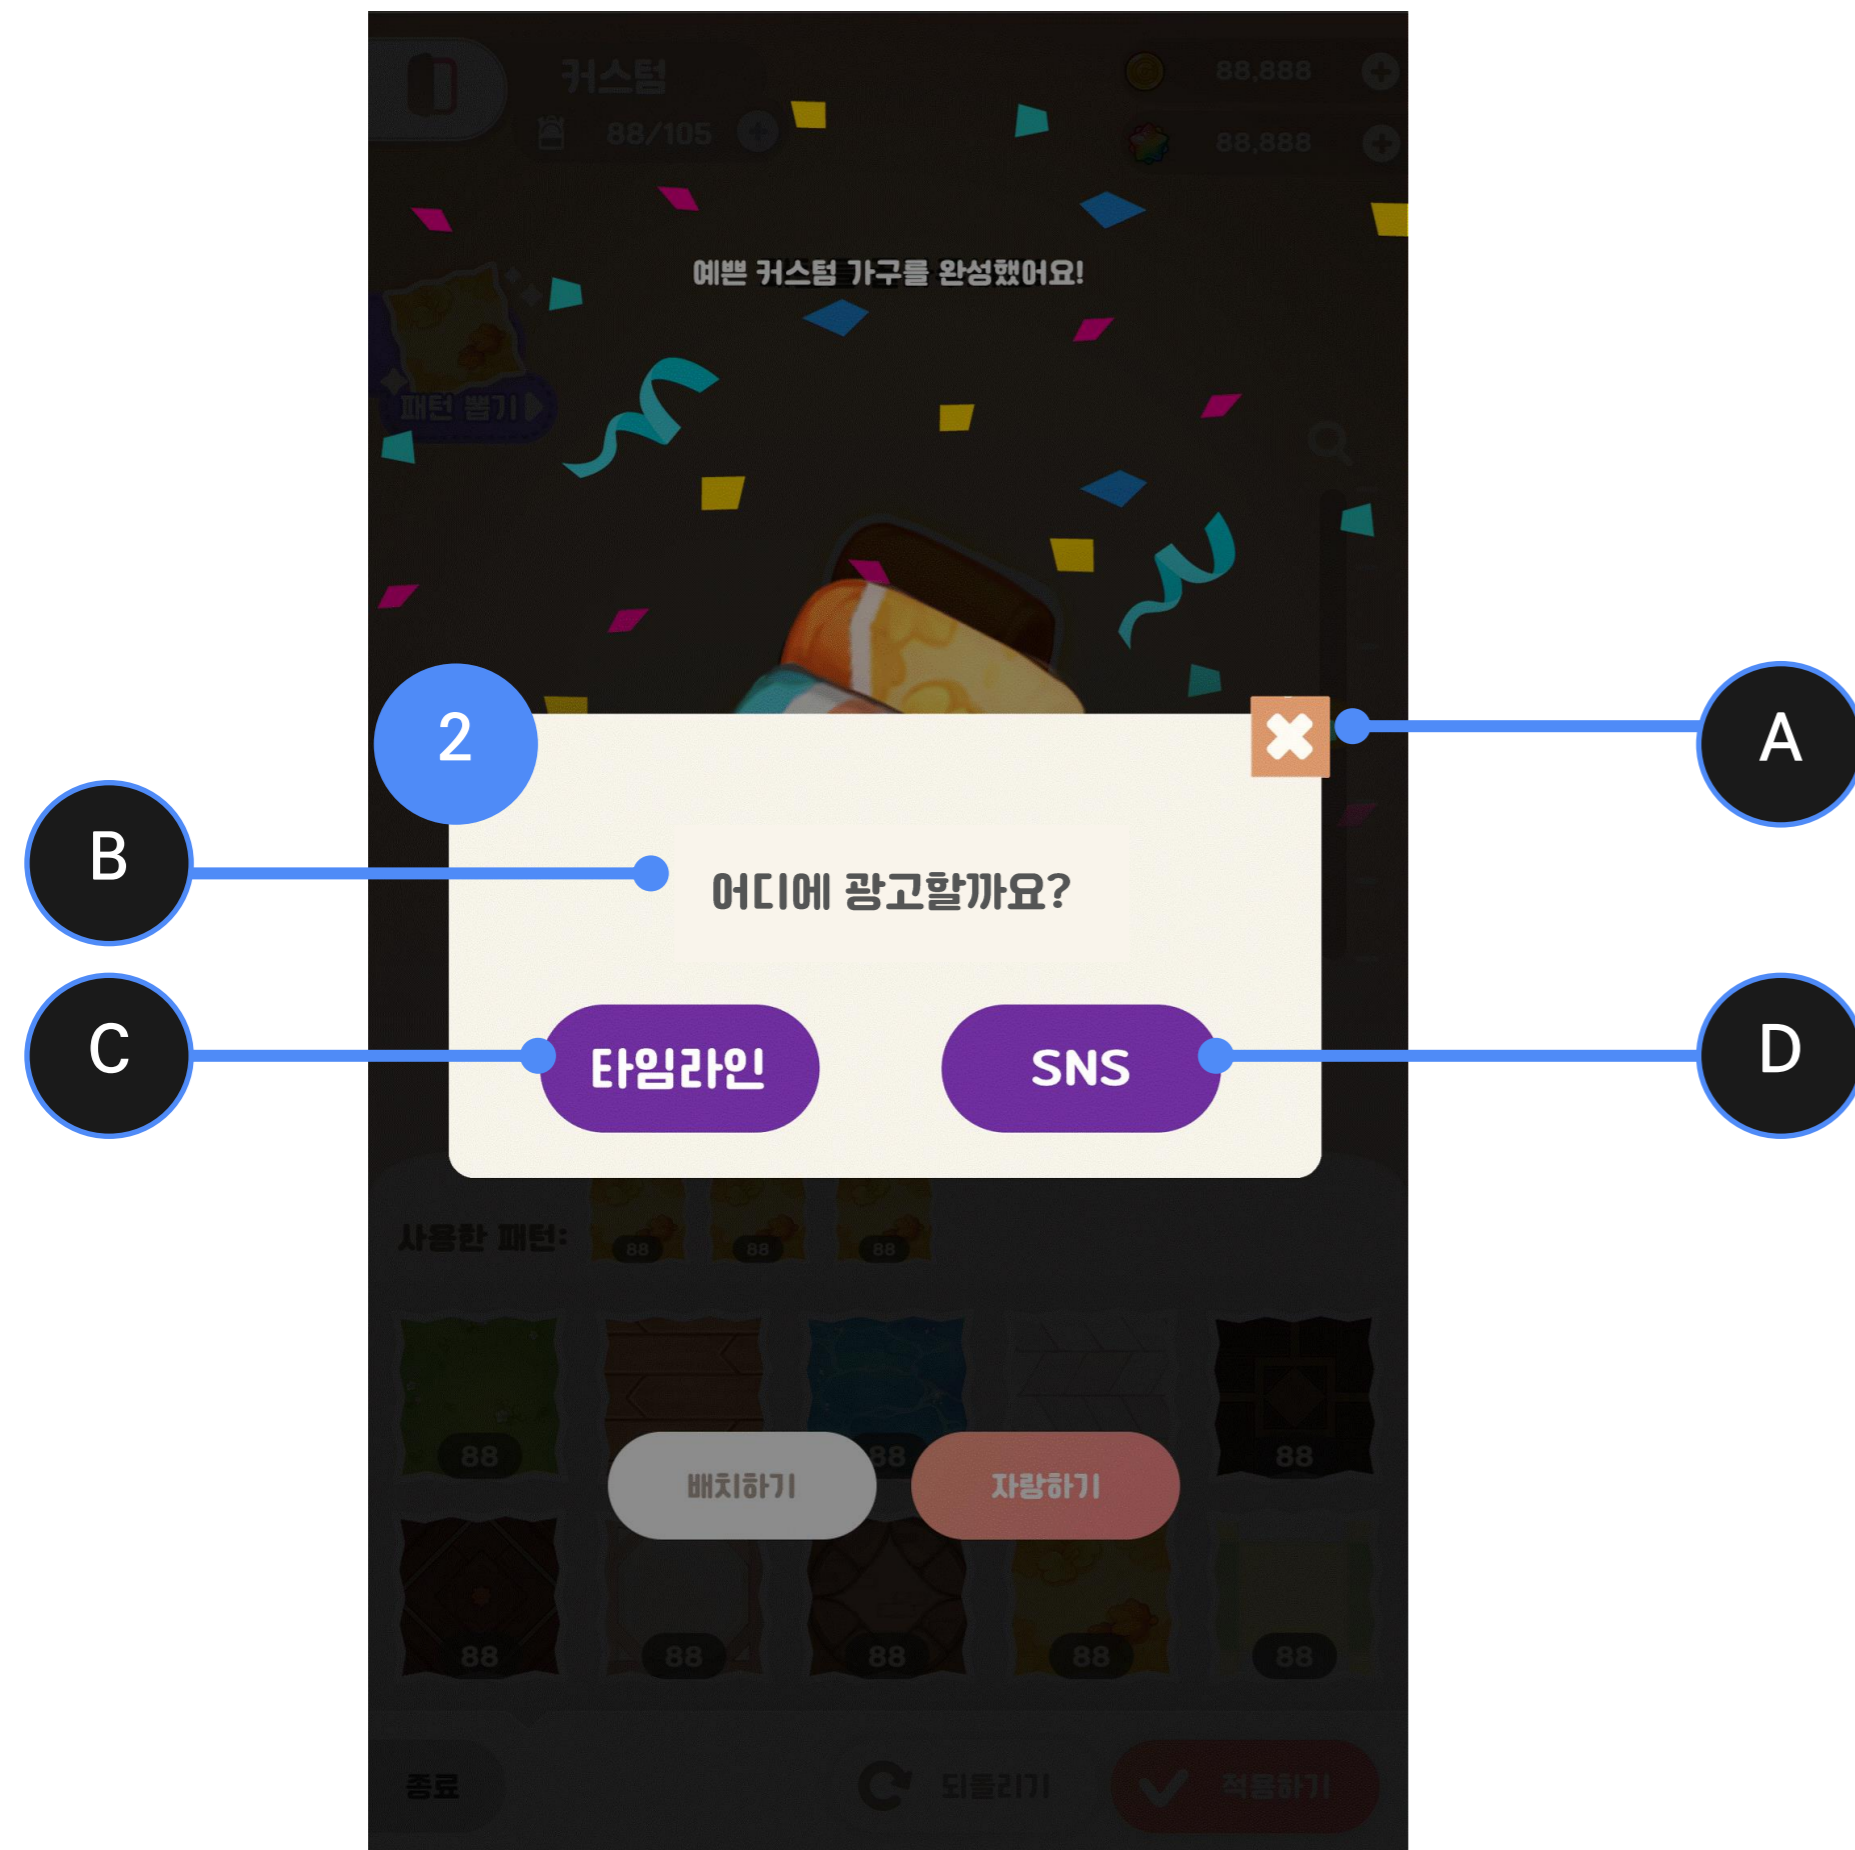 커스텀
88,888
88/105
88,888
예쁜 커스텀 가구를 완성했어요!
패턴 뽑기
2
A
B
어디에 광고할까요?
C
타임라인
SNS
D
사용한 패턴:
88
88
88
88
88
88
배치하기
자랑하기
88
88
88
88
88
종료
되돌리기
적용하기